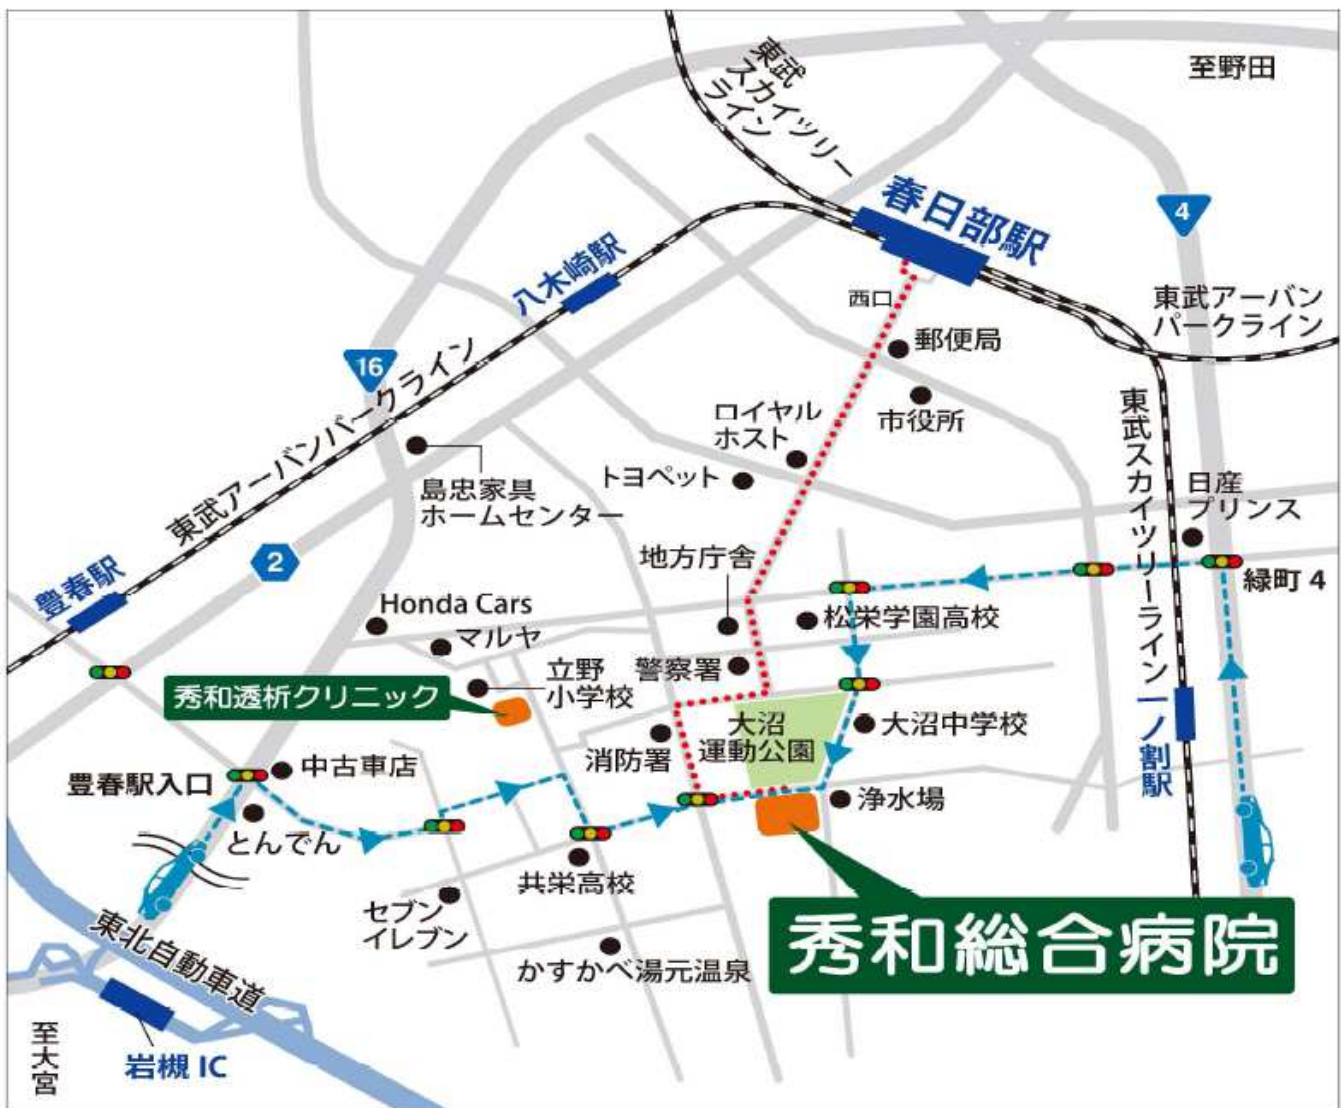 至野田
東武
スカイツリー
ライン
春日部駅
4
八木崎駅
西口
東武アーバン
パークライン
郵便局
16
東武アーバンパークライン
市役所
ロイヤル
ホスト
トヨペット
東武スカイツリーライン
日産
プリンス
島忠家具
ホームセンター
2
地方庁舎
緑町 4
豊春駅
Honda Cars
マルヤ
松栄学園高校
立野
小学校
警察署
秀和透析クリニック
大沼
運動公園
大沼中学校
消防署
一ノ割駅
中古車店
豊春駅入口
浄水場
とんでん
共栄高校
セブン
イレブン
秀和総合病院
東北自動車道
かすかべ湯元温泉
至大宮
岩槻 IC